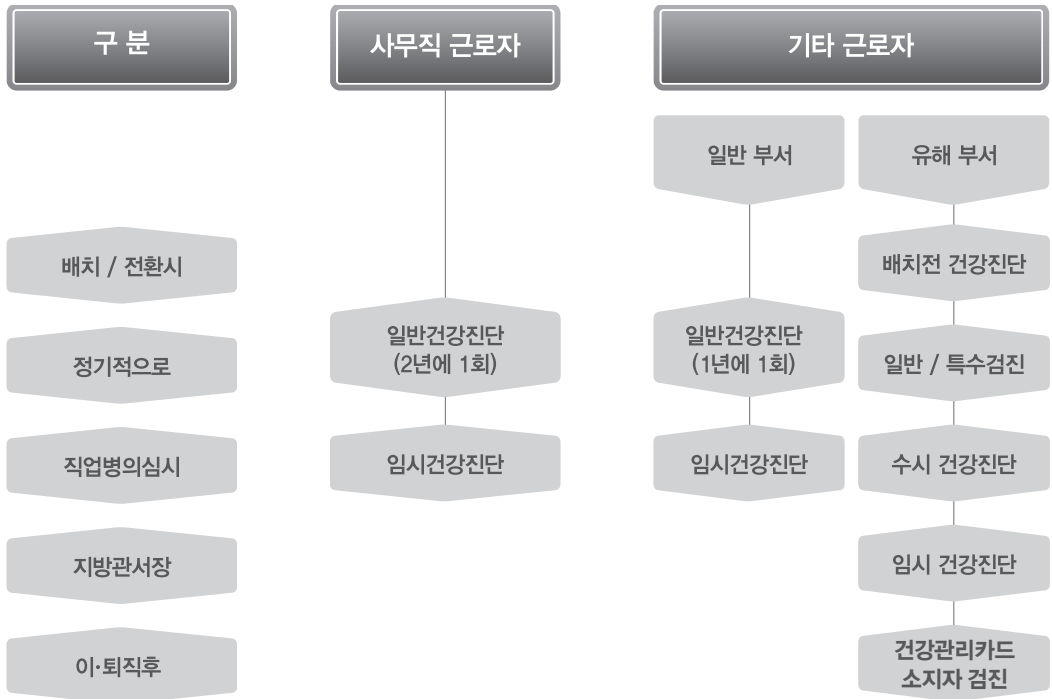 구 분
사무직 근로자
기타 근로자
일반 부서
유해 부서
배치 / 전환시
배치전 건강진단
정기적으로
일반건강진단
(2년에 1회)
일반건강진단
(1년에 1회)
일반 / 특수검진
직업병의심시
임시건강진단
임시건강진단
수시 건강진단
지방관서장
임시 건강진단
이·퇴직후
건강관리카드
소지자 검진